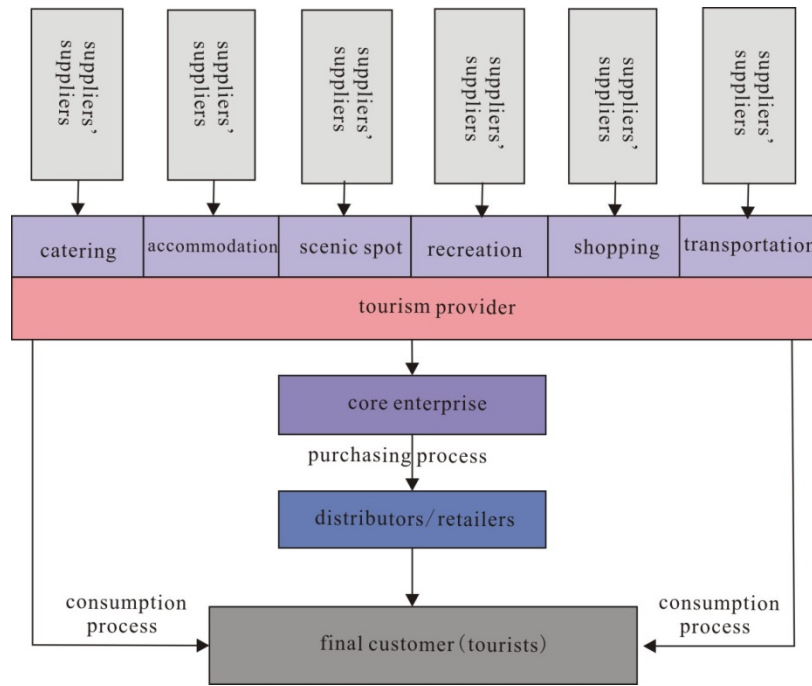 suppliers'
suppliers
suppliers'
suppliers
suppliers'
suppliers
suppliers'
suppliers
suppliers'
suppliers
suppliers'
suppliers
catering
accommodation
scenic spot
recreation
shopping
transportation
tourism provider
core enterprise
purchasing process
distributors/retailers
consumption
process
consumption
process
final customer(tourists)